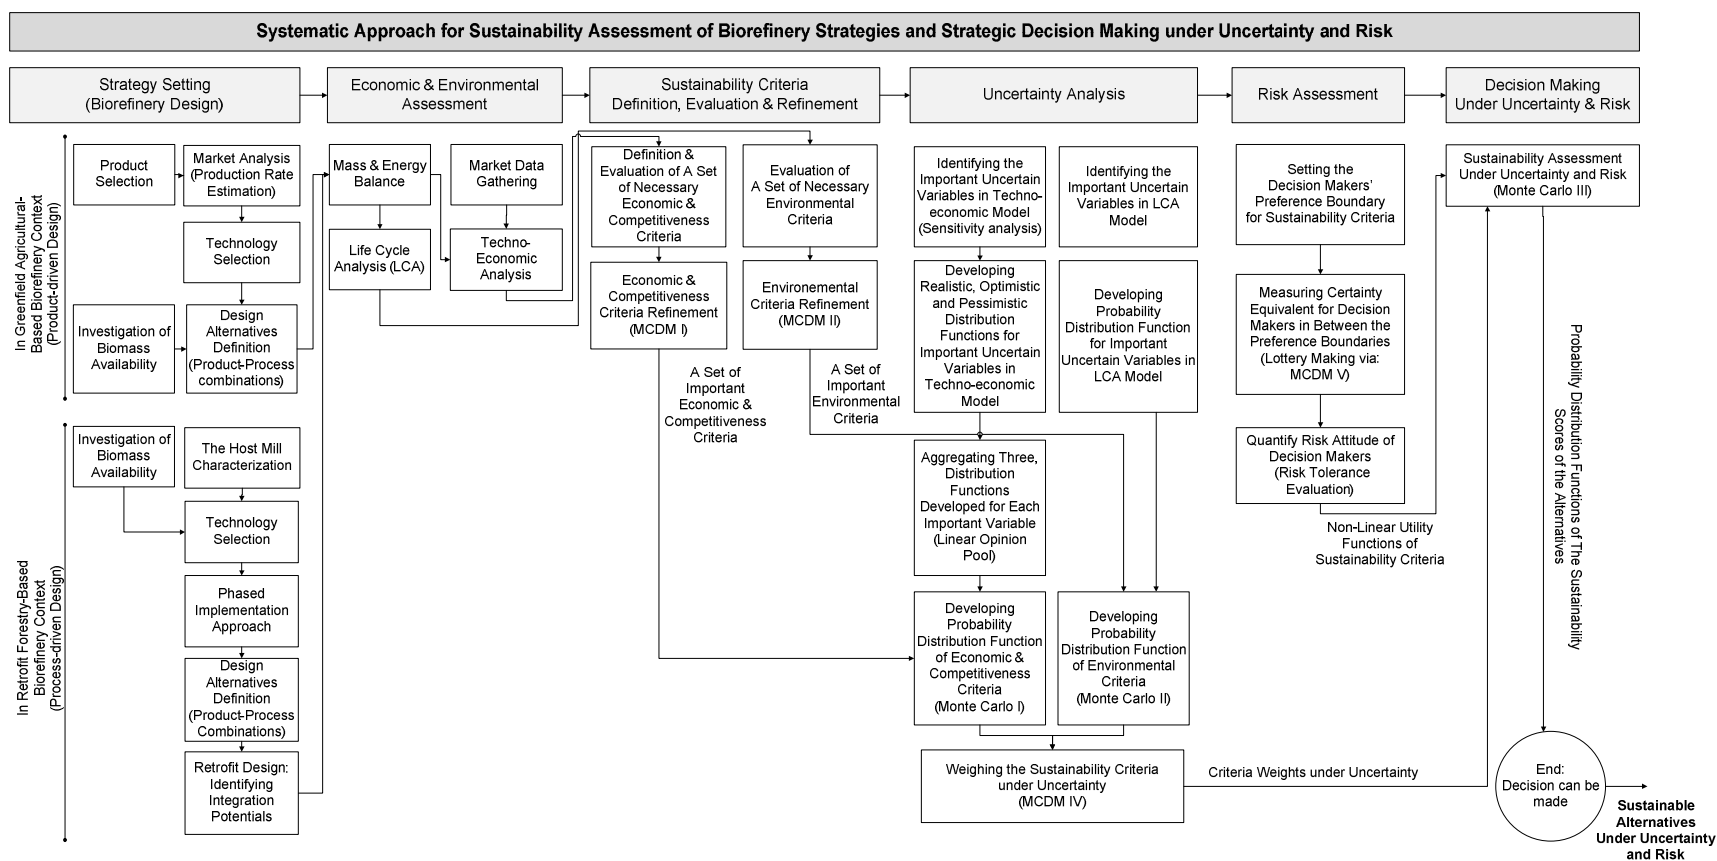 Systematic Approach for Sustainability Assessment of Biorefinery Strategies and Strategic Decision Making under Uncertainty and Risk
Strategy Setting
(Biorefinery Design)
Economic & Environmental
Assessment
Sustainability Criteria
Definition, Evaluation & Refinement
Uncertainty Analysis
Risk Assessment
Decision Making
Under Uncertainty & Risk
In Greenfield Agricultural-
Based Biorefinery Context
(Product-driven Design)
Product
Selection
Market Analysis
(Production Rate
Estimation)
Technology
Selection
Investigation of
Biomass
Availability
Design
Alternatives
Definition
(Product-Process
combinations)
In Retrofit Forestry-Based
Biorefinery Context
(Process-driven Design)
Investigation of
Biomass
Availability
The Host Mill
Characterization
Technology
Selection
Phased
Implementation
Approach
Design
Alternatives
Definition
(Product-Process
Combinations)
Retrofit Design:
Identifying
Integration
Potentials
Mass & Energy
Balance
Market Data
Gathering
Life Cycle
Analysis (LCA)
Techno-
Economic
Analysis
Definition &
Evaluation of A Set
of Necessary
Economic &
Competitiveness
Criteria
Evaluation of
A Set of Necessary
Environmental
Criteria
Economic &
Competitiveness
Criteria Refinement
(MCDM I)
Environemental
Criteria Refinement
(MCDM II)
A Set of
Important
Economic &
Competitiveness
Criteria
A Set of
Important
Environmental
Criteria
Identifying the
Important Uncertain
Variables in Techno-
economic Model
(Sensitivity analysis)
Identifying the
Important Uncertain
Variables in LCA
Model
Developing
Realistic, Optimistic
and Pessimistic
Distribution
Functions for
Important Uncertain
Variables in
Techno-economic
Model
Developing
Probability
Distribution Function
for Important
Uncertain Variables in
LCA Model
Aggregating Three,
Distribution
Functions
Developed for Each
Important Variable
(Linear Opinion
Pool)
Developing
Probability
Distribution Function
of Economic &
Competitiveness
Criteria
(Monte Carlo I)
Developing
Probability
Distribution Function
of Environmental
Criteria
(Monte Carlo II)
Weighing the Sustainability Criteria
under Uncertainty
(MCDM IV)
Criteria Weights under Uncertainty
Setting the
Decision Makers'
Preference Boundary
for Sustainability Criteria
Measuring Certainty
Equivalent for Decision
Makers in Between the
Preference Boundaries
(Lottery Making via:
MCDM V)
Quantify Risk Attitude of
Decision Makers
(Risk Tolerance
Evaluation)
Non-Linear Utility
Functions of
Sustainability Criteria
Sustainability Assessment
Under Uncertainty and Risk
(Monte Carlo III)
Probability Distribution Functions of The Sustainability
Scores of the Alternatives
End:
Decision can be
made
Sustainable
Alternatives
Under Uncertainty
and Risk